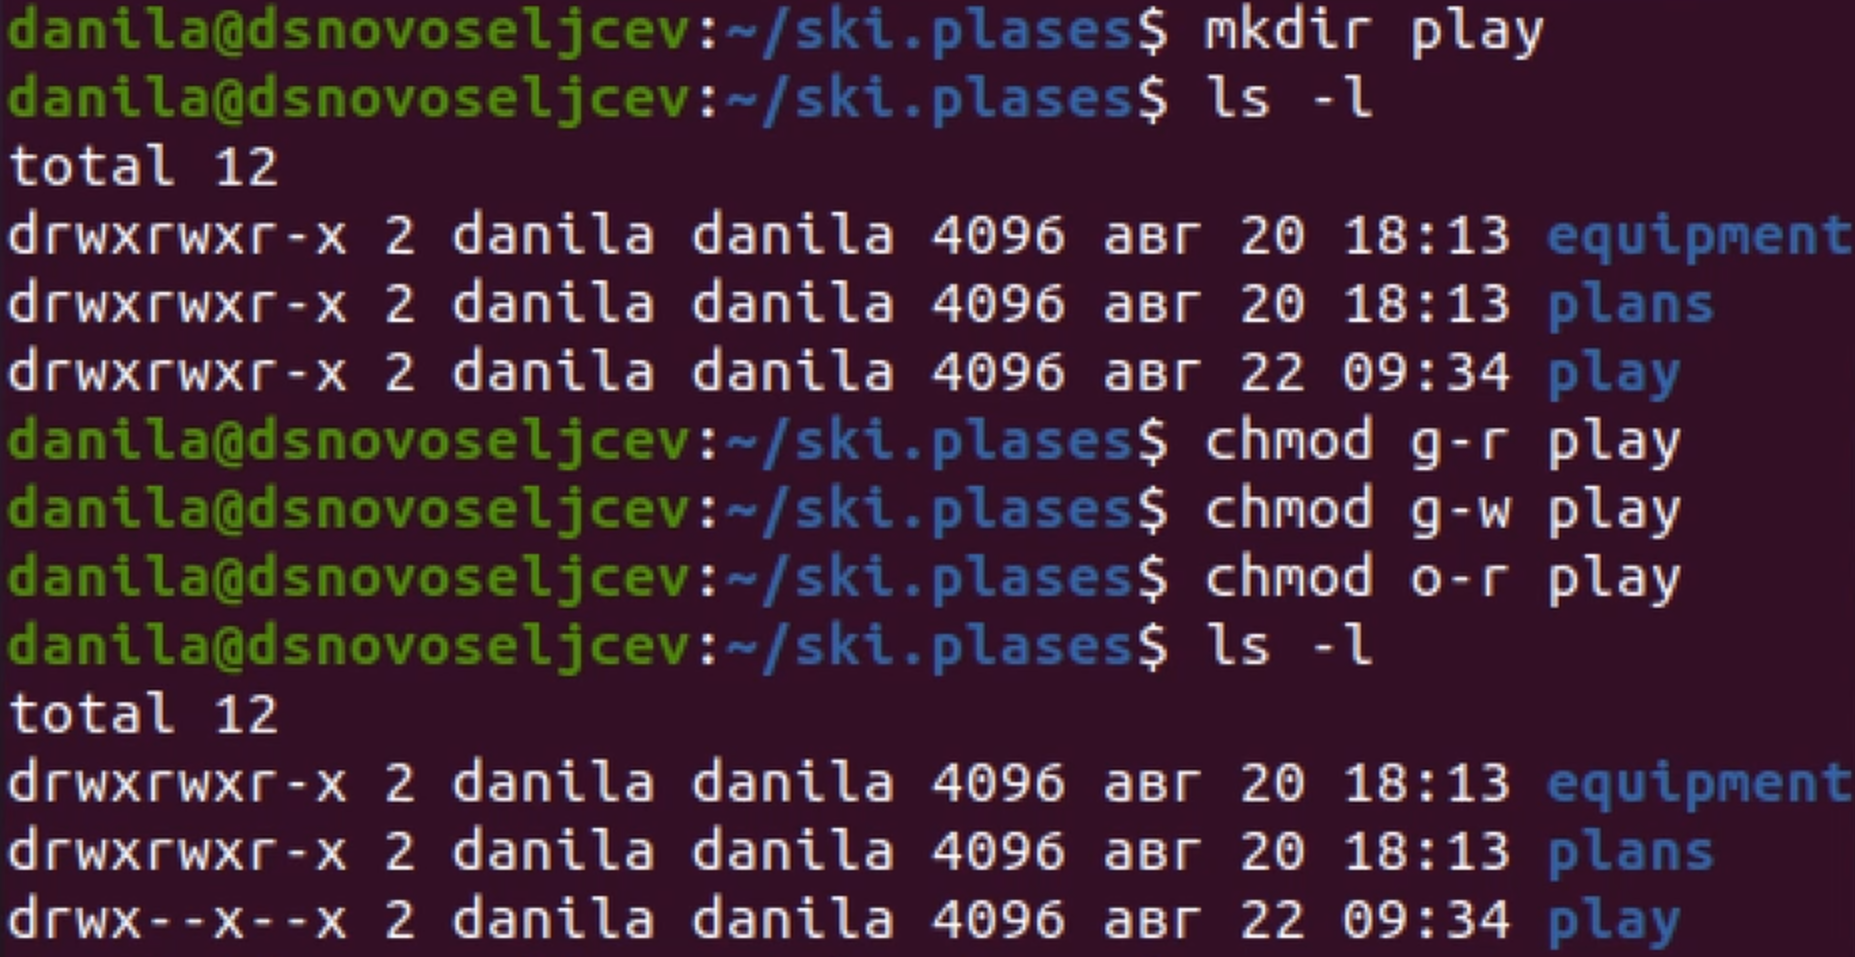 danila@dsnovoseljcev:~/ski.plases$ mkdir play
danila@dsnovoseljcev:~/ski.plases$ ls -l
total 12
drwxrwxr-x 2 danila danila 4096 авг 20 18:13 equipment
drwxrwxr-x 2 danila danila 4096 авг 20 18:13 plans
drwxrwxr-x 2 danila danila 4096 авг 22 09:34 play
danila@dsnovoseljcev:~/ski.plases$ chmod g-r play
danila@dsnovoseljcev:~/ski.plases$ chmod g-w play
danila@dsnovoseljcev:~/ski.plases$ chmod o-r play
danila@dsnovoseljcev:~/ski.plases$ ls -l
total 12
drwxrwxr-x 2 danila danila 4096 авг 20 18:13 equipment
drwxrwxr-x 2 danila danila 4096 авг 20 18:13 plans
drwx--x--x 2 danila danila 4096 авг 22 09:34 play